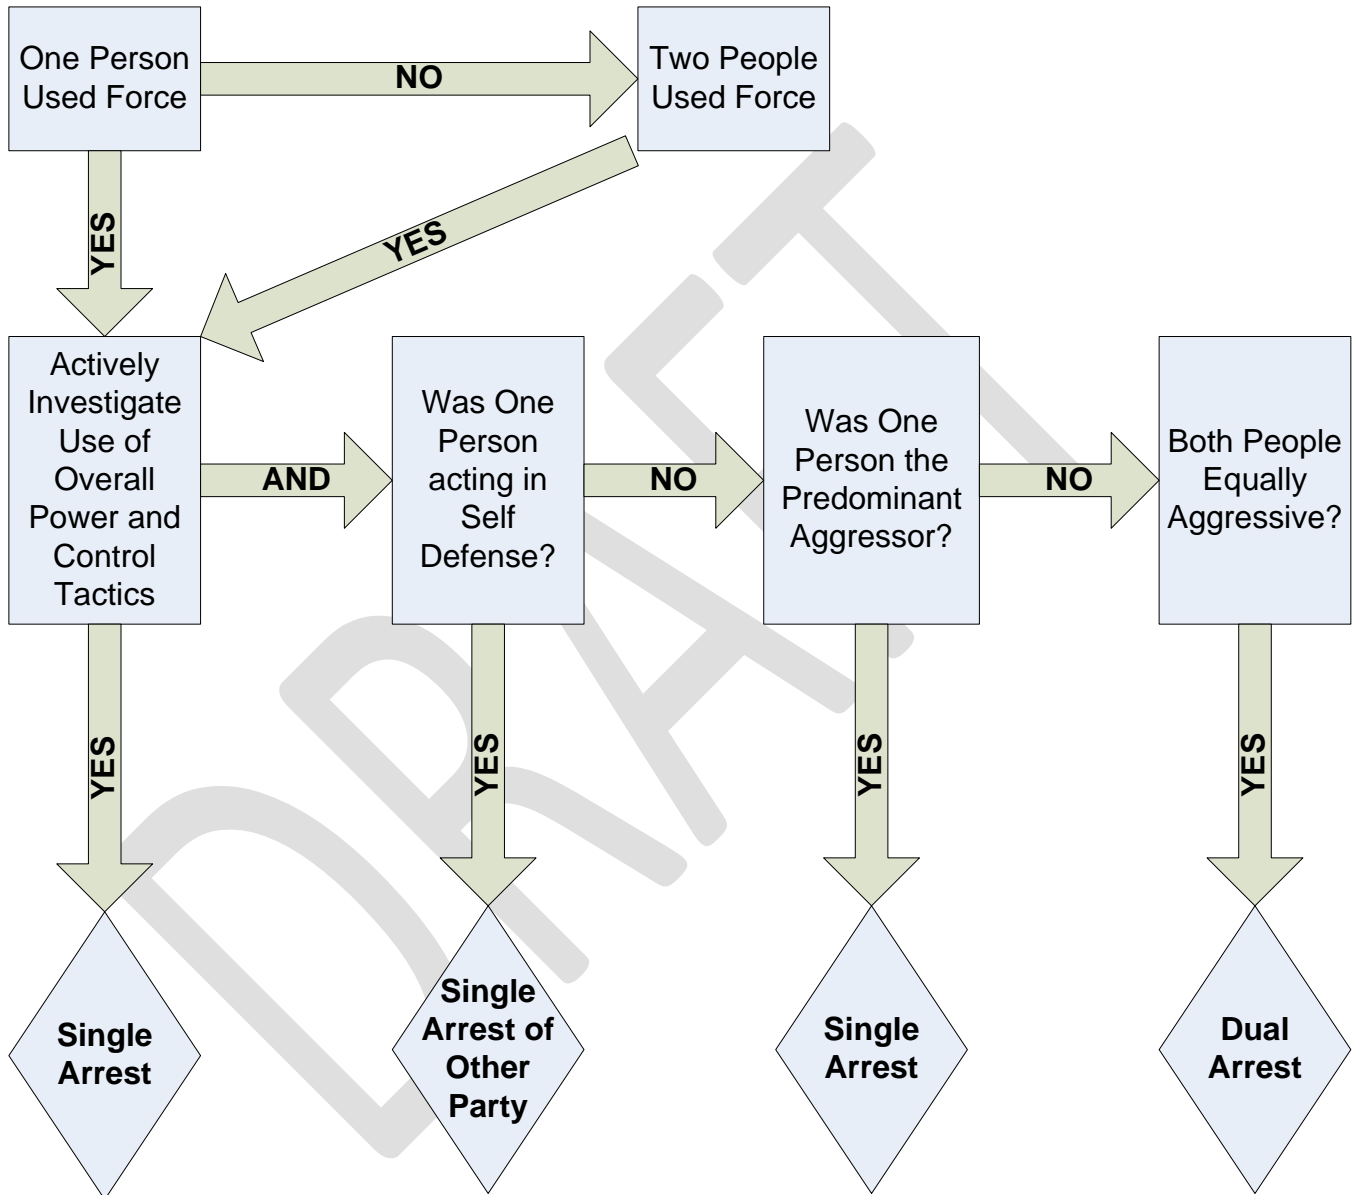 One Person
Used Force
NO
Two People
Used Force
YES
YES
Actively
Investigate
Use of
Overall
Power and
Control
Tactics
AND
Was One
Person
acting in
Self
Defense?
NO
Was One
Person the
Predominant
Aggressor?
NO
Both People
Equally
Aggressive?
YES
YES
YES
YES
Single
Arrest
Single
Arrest of
Other
Party
Single
Arrest
Dual
Arrest
DRAFT